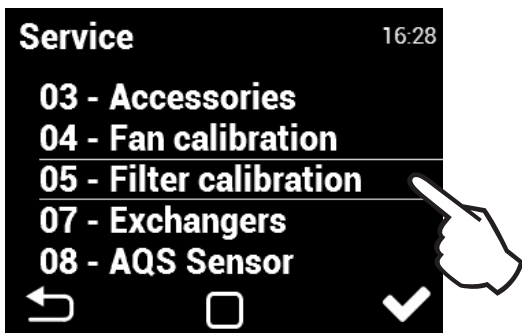 Service 16:28
03 - Accessories
04 - Fan calibration
05 - Filter calibration
07 - Exchangers
08 - AQS Sensor